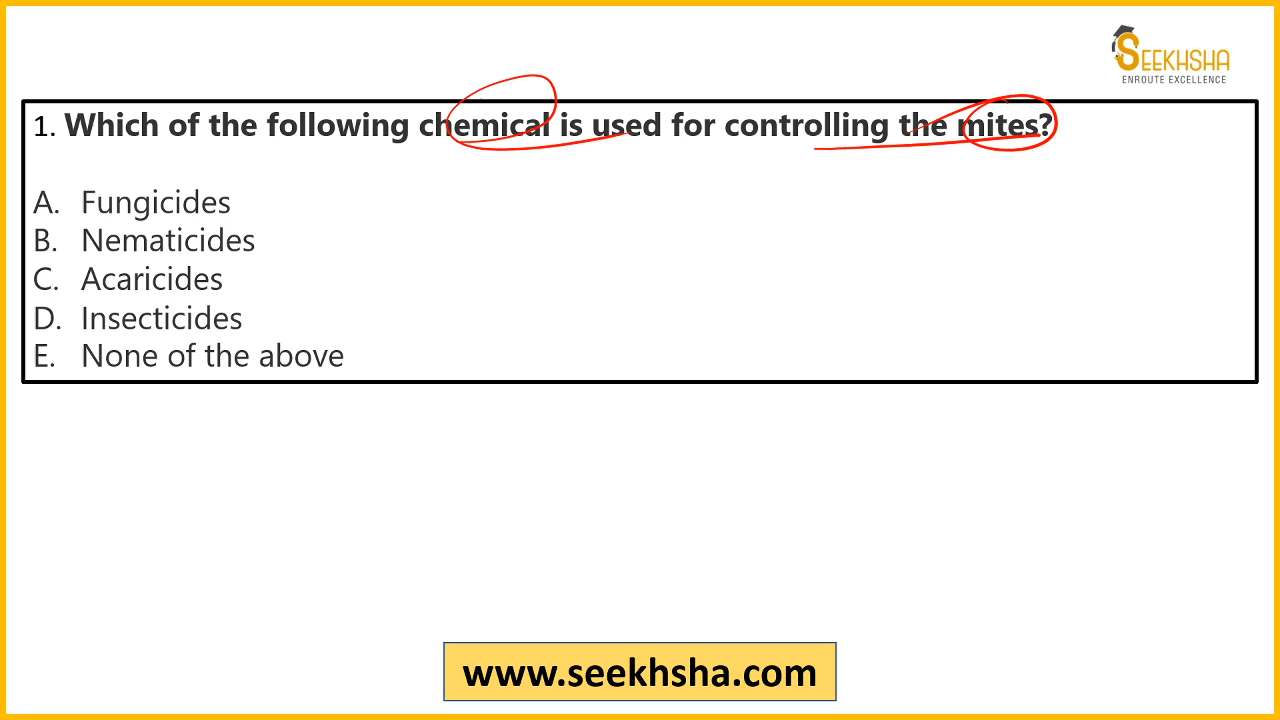 SEEKHSHA
ENROUTE EXCELLENCE
1. Which of the following chemical is used for controlling the mites?
A. Fungicides
B. Nematicides
C. Acaricides
D. Insecticides
E. None of the above
www.seekhsha.com